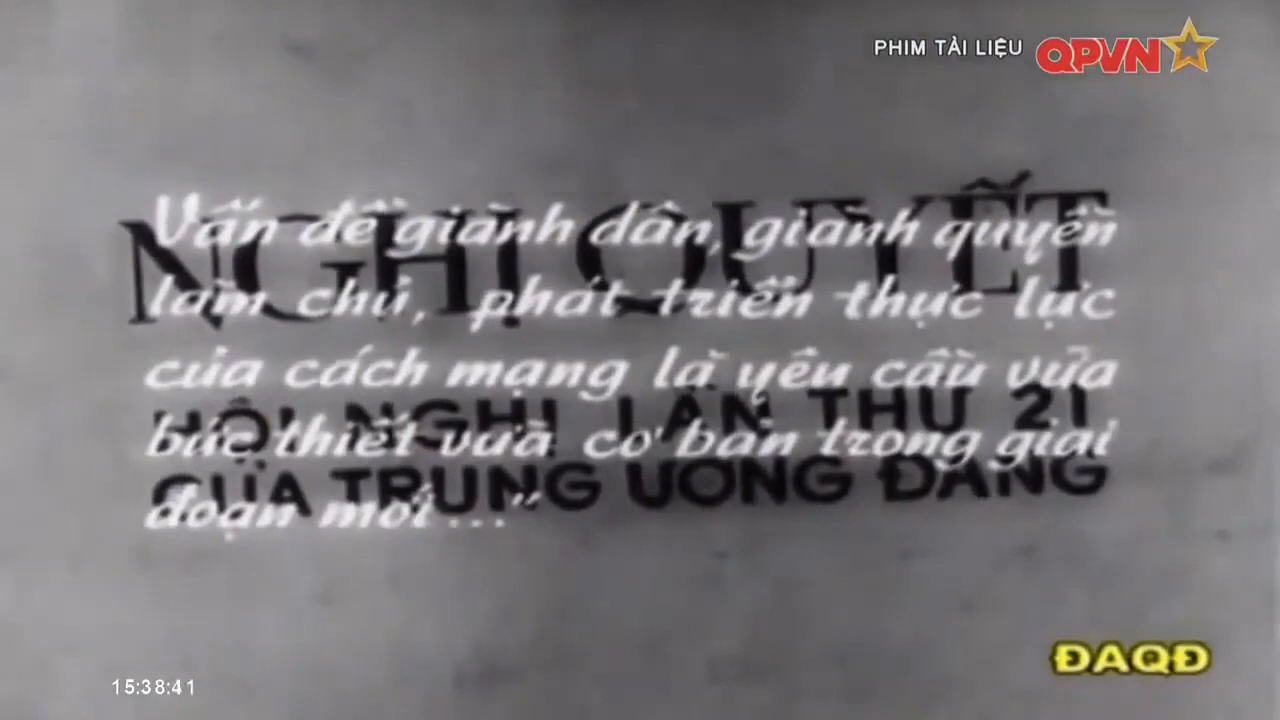 PHIM TÀI LIỆU QPVN
NGHỊ QUYẾT
HỘI NGHỊ LẦN THỨ 21
CỦA TRUNG ƯƠNG ĐẢNG
Vấn đề giành dân, giành quyền
làm chủ, phát triển thực lực
của cách mạng là yêu cầu vừa
bức thiết vừa cơ bản trong giai
đoạn mới..."
ĐAQĐ
15:38:41